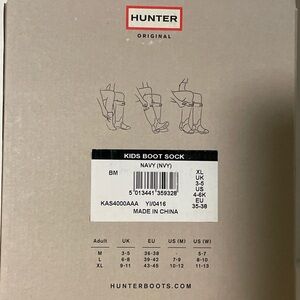 HUNTER
ORIGINAL
KIDS BOOT SOCK
NAVY (NVY)
BM
XL
UK
3-5
US
4-6K
EU
35-38
5 013441 359328
KAS4000AAA YI/0416
MADE IN CHINA
Adult UK EU US (M) US (W)
M 3-5 36-38 - 5-7
L 6-8 39-42 7-9 8-10
XL 9-11 43-45 10-12 11-13
HUNTERBOOTS.COM